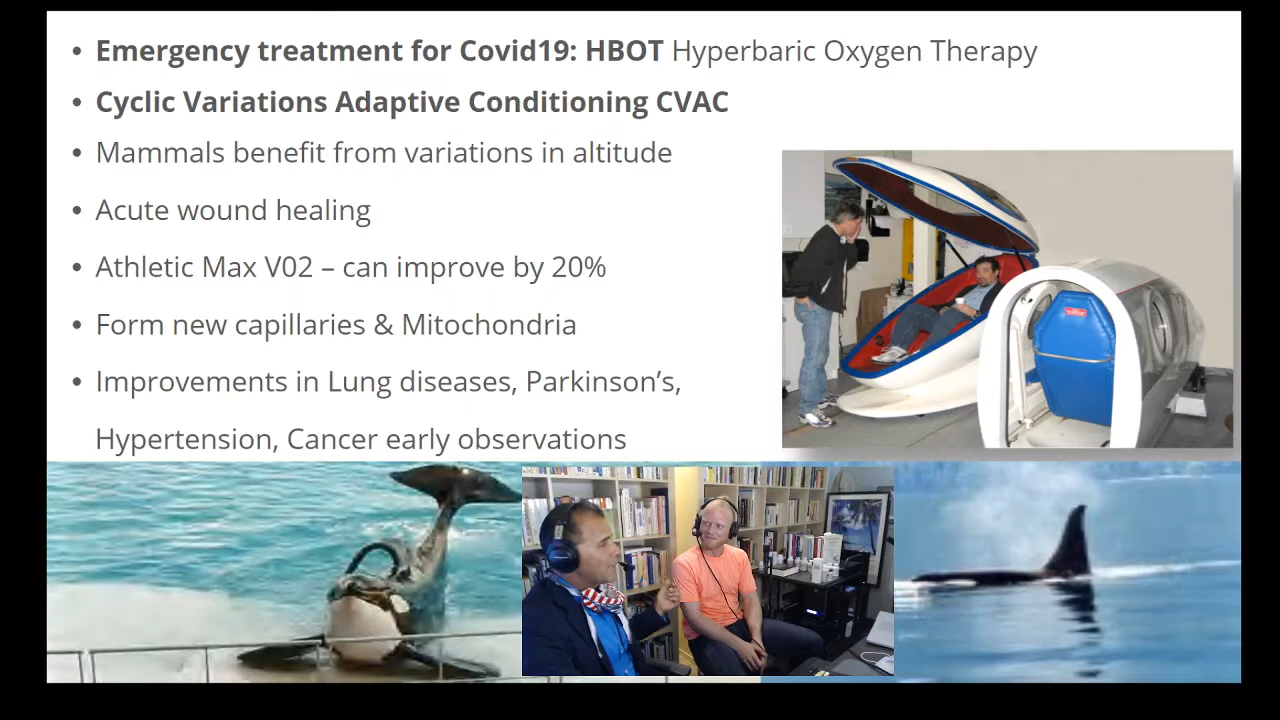 • Emergency treatment for Covid19: HBOT Hyperbaric Oxygen Therapy
• Cyclic Variations Adaptive Conditioning CVAC
• Mammals benefit from variations in altitude
• Acute wound healing
• Athletic Max V02 – can improve by 20%
• Form new capillaries & Mitochondria
• Improvements in Lung diseases, Parkinson’s,
Hypertension, Cancer early observations